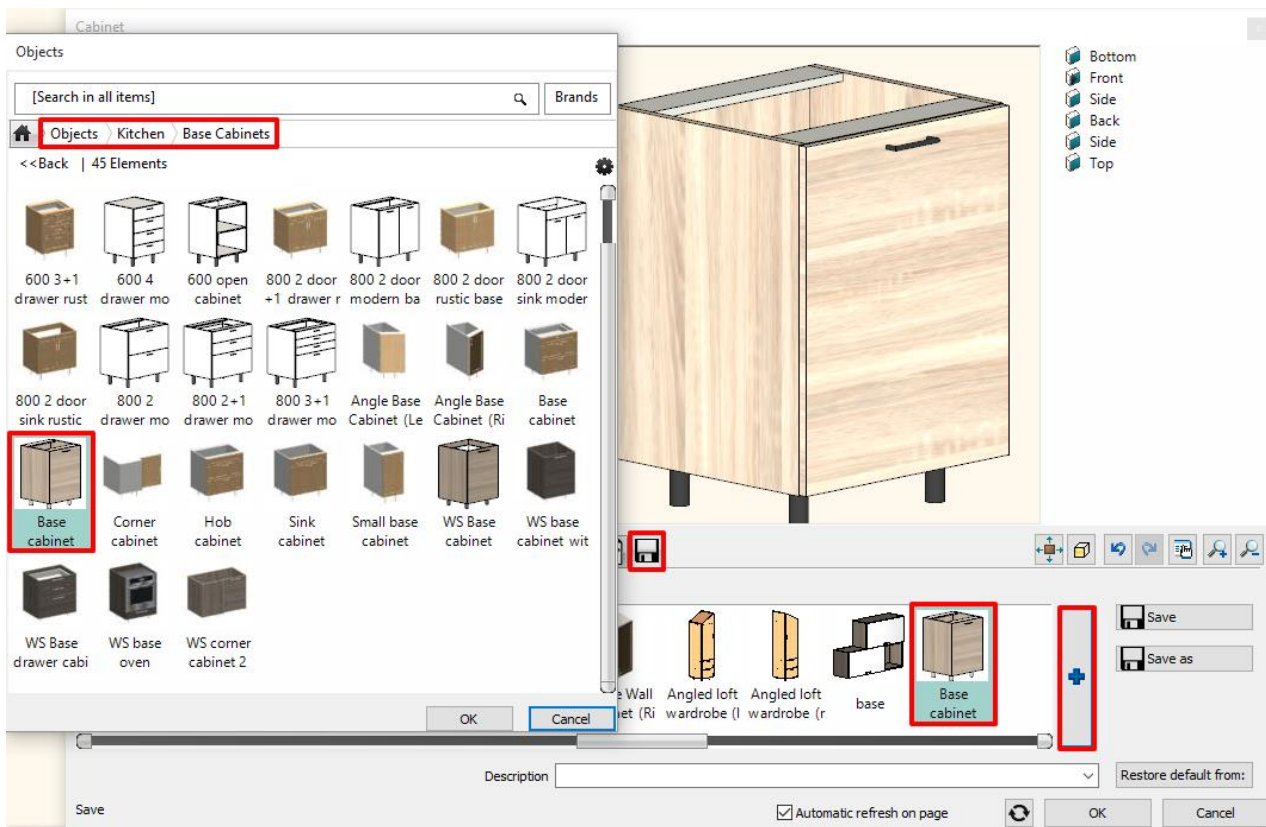 Cabinet
Objects
[Search in all items]
Brands
Objects Kitchen Base Cabinets
<<Back | 45 Elements
600 3+1 drawer rust
600 4 drawer mo
600 open cabinet
800 2 door +1 drawer r
800 2 door modern ba
800 2 door rustic base
800 2 door sink moder
800 2 door sink rustic
800 2 drawer mo
800 2+1 drawer mo
800 3+1 drawer mo
Angle Base Cabinet (Le
Angle Base Cabinet (Ri
Base cabinet
Base cabinet
Corner cabinet
Hob cabinet
Sink cabinet
Small base cabinet
WS Base cabinet
WS base cabinet wit
WS Base drawer cabi
WS base oven
WS corner cabinet 2
OK
Cancel
Bottom
Front
Side
Back
Side
Top
e Wall
et (Ri
Angled loft wardrobe (l
Angled loft wardrobe (r
base
Base cabinet
Save
Save as
Description
Restore default from:
Save
Automatic refresh on page
OK
Cancel